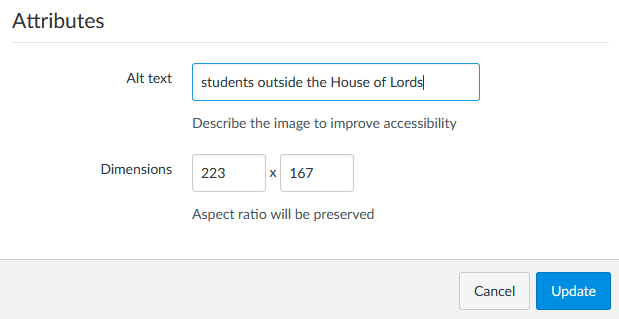 Attributes
Alt text students outside the House of Lords
Describe the image to improve accessibility
Dimensions 223 x 167
Aspect ratio will be preserved
Cancel Update